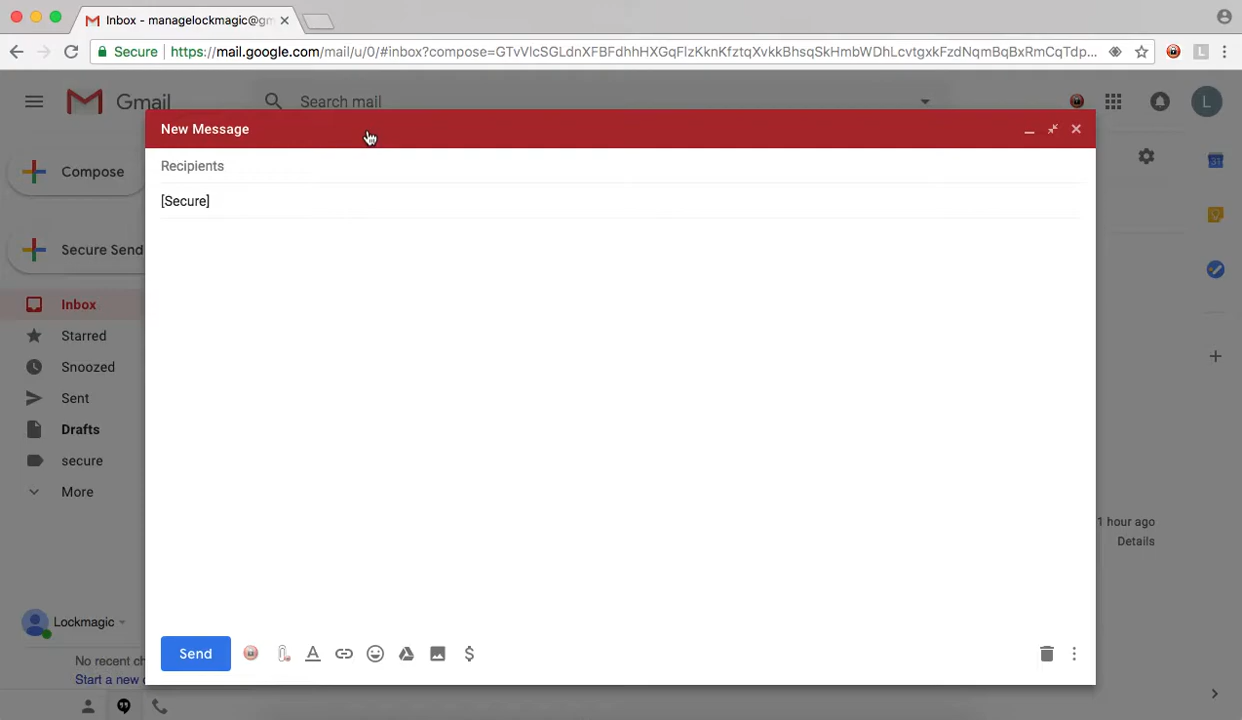 Inbox - managelockmagic@gm
Secure
https://mail.google.com/mail/u/0/#inbox?compose=GTvVlcSGLdnXFBFdhhHXGqFlzKknKfztqXvkkBhsqSkHmbWDhLcvtgxkFzdNqmBqBxRmCqTdp...
L
Gmail
Search mail
L
New Message
Compose
Recipients
31
[Secure]
Secure Send
Inbox
Starred
Snoozed
Sent
Drafts
secure
More
1 hour ago
Details
Lockmagic
Send
A
$
No recent ch
Start a new